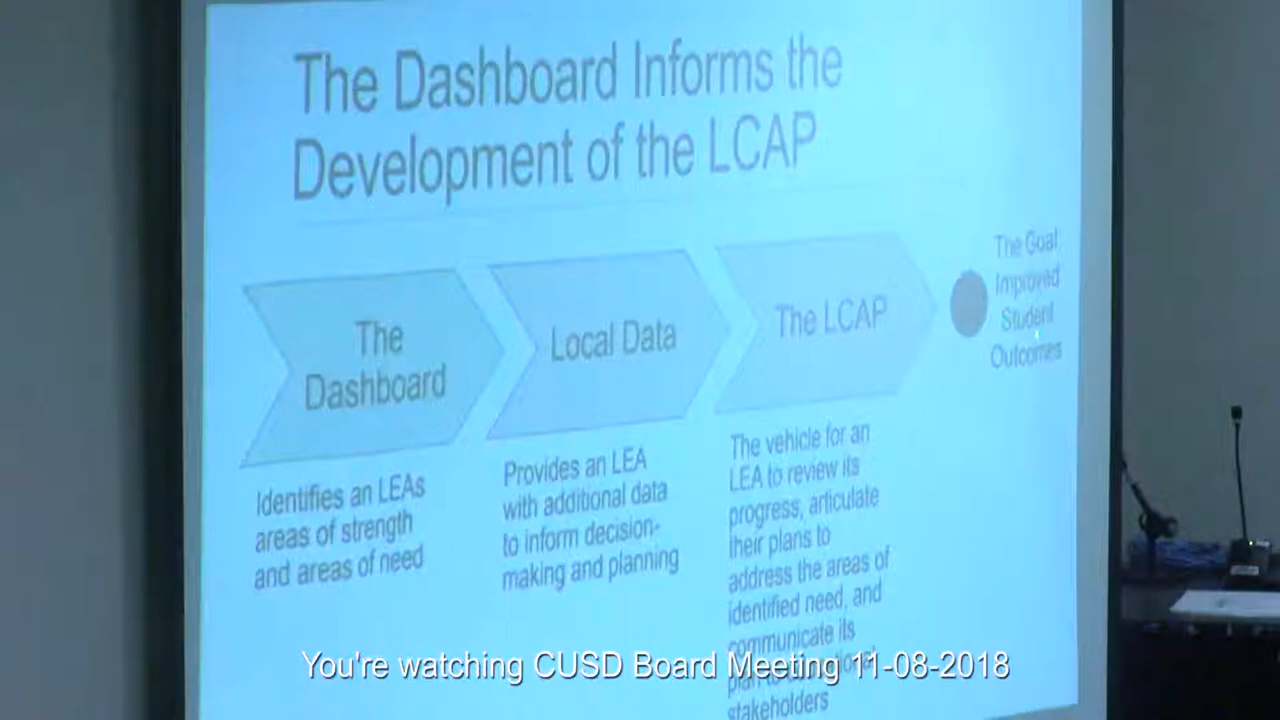 The Dashboard Informs the
Development of the LCAP
The
Dashboard
Local Data
The LCAP
The Goal,
Improved
Student
Outcomes
Identifies an LEAs
areas of strength
and areas of need
Provides an LEA
with additional data
to inform decision-
making and planning
The vehicle for an
LEA to review its
progress, articulate
their plans to
address the areas of
identified need, and
communicate its
plan to
stakeholders
You're watching CUSD Board Meeting 11-08-2018